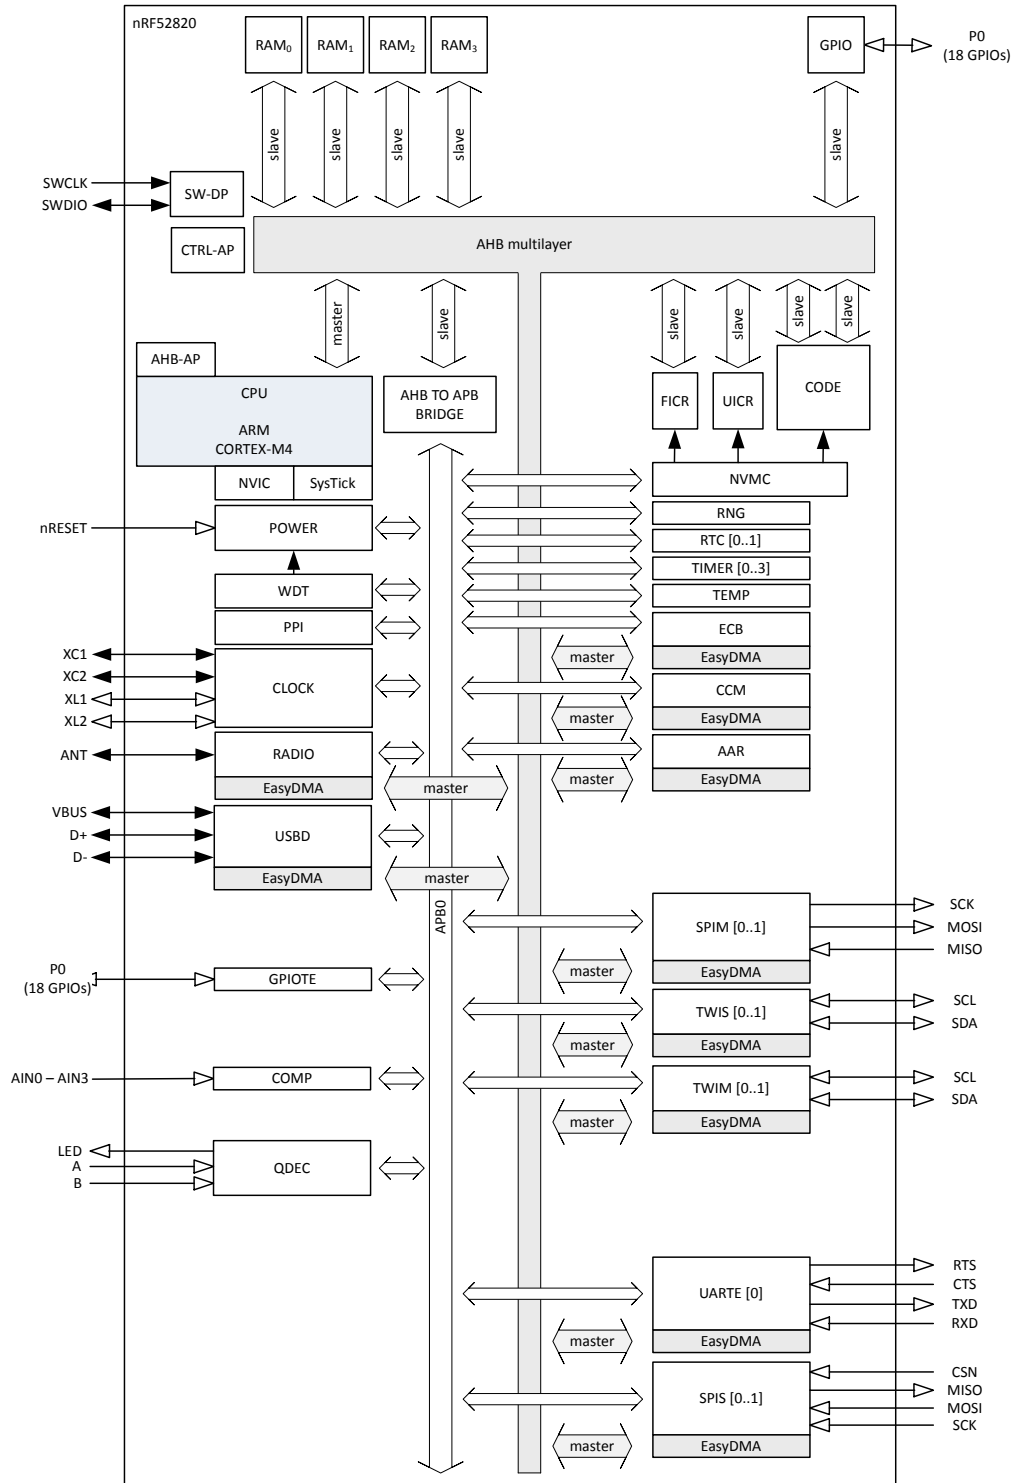 nRF52820
RAM0
RAM1
RAM2
RAM3
GPIO
P0
(18 GPIOs)
slave
slave
slave
slave
slave
SWCLK
SWDIO
SW-DP
CTRL-AP
AHB multilayer
master
slave
slave
slave
slave
slave
AHB-AP
CPU
ARM
CORTEX-M4
NVIC
SysTick
AHB TO APB
BRIDGE
FICR
UICR
CODE
NVMC
nRESET
POWER
RNG
RTC [0..1]
TIMER [0..3]
WDT
TEMP
PPI
ECB
master
EasyDMA
XC1
XC2
XL1
XL2
CLOCK
CCM
master
EasyDMA
ANT
RADIO
EasyDMA
master
AAR
master
EasyDMA
VBUS
D+
D-
USBD
EasyDMA
master
APB0
SPIM [0..1]
SCK
MOSI
MISO
master
EasyDMA
P0
(18 GPIOs)
GPIOTE
TWIS [0..1]
SCL
SDA
master
EasyDMA
AIN0 – AIN3
COMP
TWIM [0..1]
SCL
SDA
master
EasyDMA
LED
A
B
QDEC
UARTE [0]
RTS
CTS
TXD
RXD
master
EasyDMA
SPIS [0..1]
CSN
MISO
MOSI
SCK
master
EasyDMA